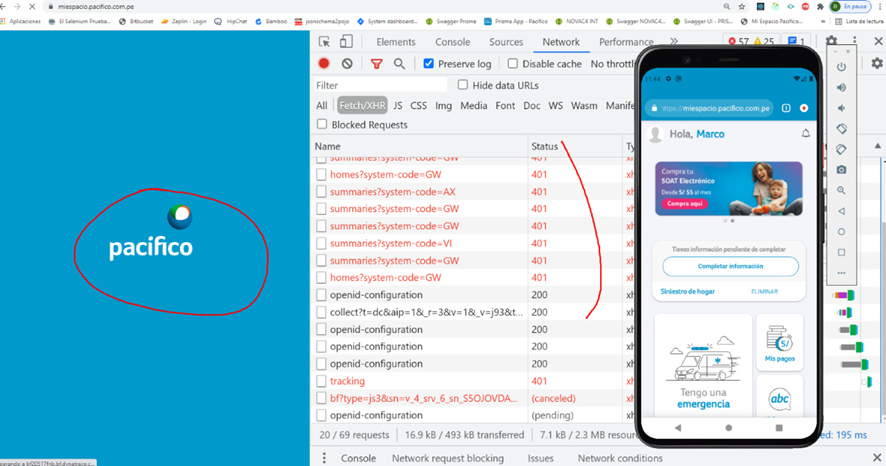 miespacio.pacifico.com.pe
En pausa
Aplicaciones
El Selenium Prueba...
Bitbucket
Zeplin - Login
HipChat
Bamboo
jsonschema2pojo
System dashboard...
Swagger Prisma
Prisma App - Pacífico
NOVACA INT
Swagger NOVAC4...
Swagger UI - PRIS...
Mi Espacio Pacífico...
Lista de lectura
Elements Console Sources Network Performance 57 25 1
Preserve log Disable cache No throttli
Filter
Hide data URLs
All Fetch/XHR JS CSS Img Media Font Doc WS Wasm Manife
Blocked Requests
Name Status Ty
summaries?system-code=GW 401 xh
homes?system-code=GW 401 xh
summaries?system-code=AX 401 xh
summaries?system-code=GW 401 xh
summaries?system-code=GW 401 xh
summaries?system-code=VI 401 xh
summaries?system-code=GW 401 xh
homes?system-code=GW 401 xh
openid-configuration 200 xh
collect?t=dc&aip=1&_r=3&v=1&_v=j93&t... 200 xh
openid-configuration 200 xh
openid-configuration 200 xh
openid-configuration 200 xh
tracking 401 xh
bf?type=js3&sn=v_4_srv_6_sn_S5OJOVDA... (canceled) xh
openid-configuration (pending) xh
20 / 69 requests 16.9 kB / 493 kB transferred 7.1 kB / 2.3 MB resour
ed: 195 ms
Console Network request blocking Issues Network conditions
pacífico
11:44
ttps://miespacio.pacifico.com.pe
Hola, Marco
Compra tu
SOAT Electrónico
Desde S/ 55 al mes
Compra aquí
Tienes información pendiente de completar
Completar información
Siniestro de hogar ELIMINAR
S/
Mis pagos
Tengo una
emergencia
abc